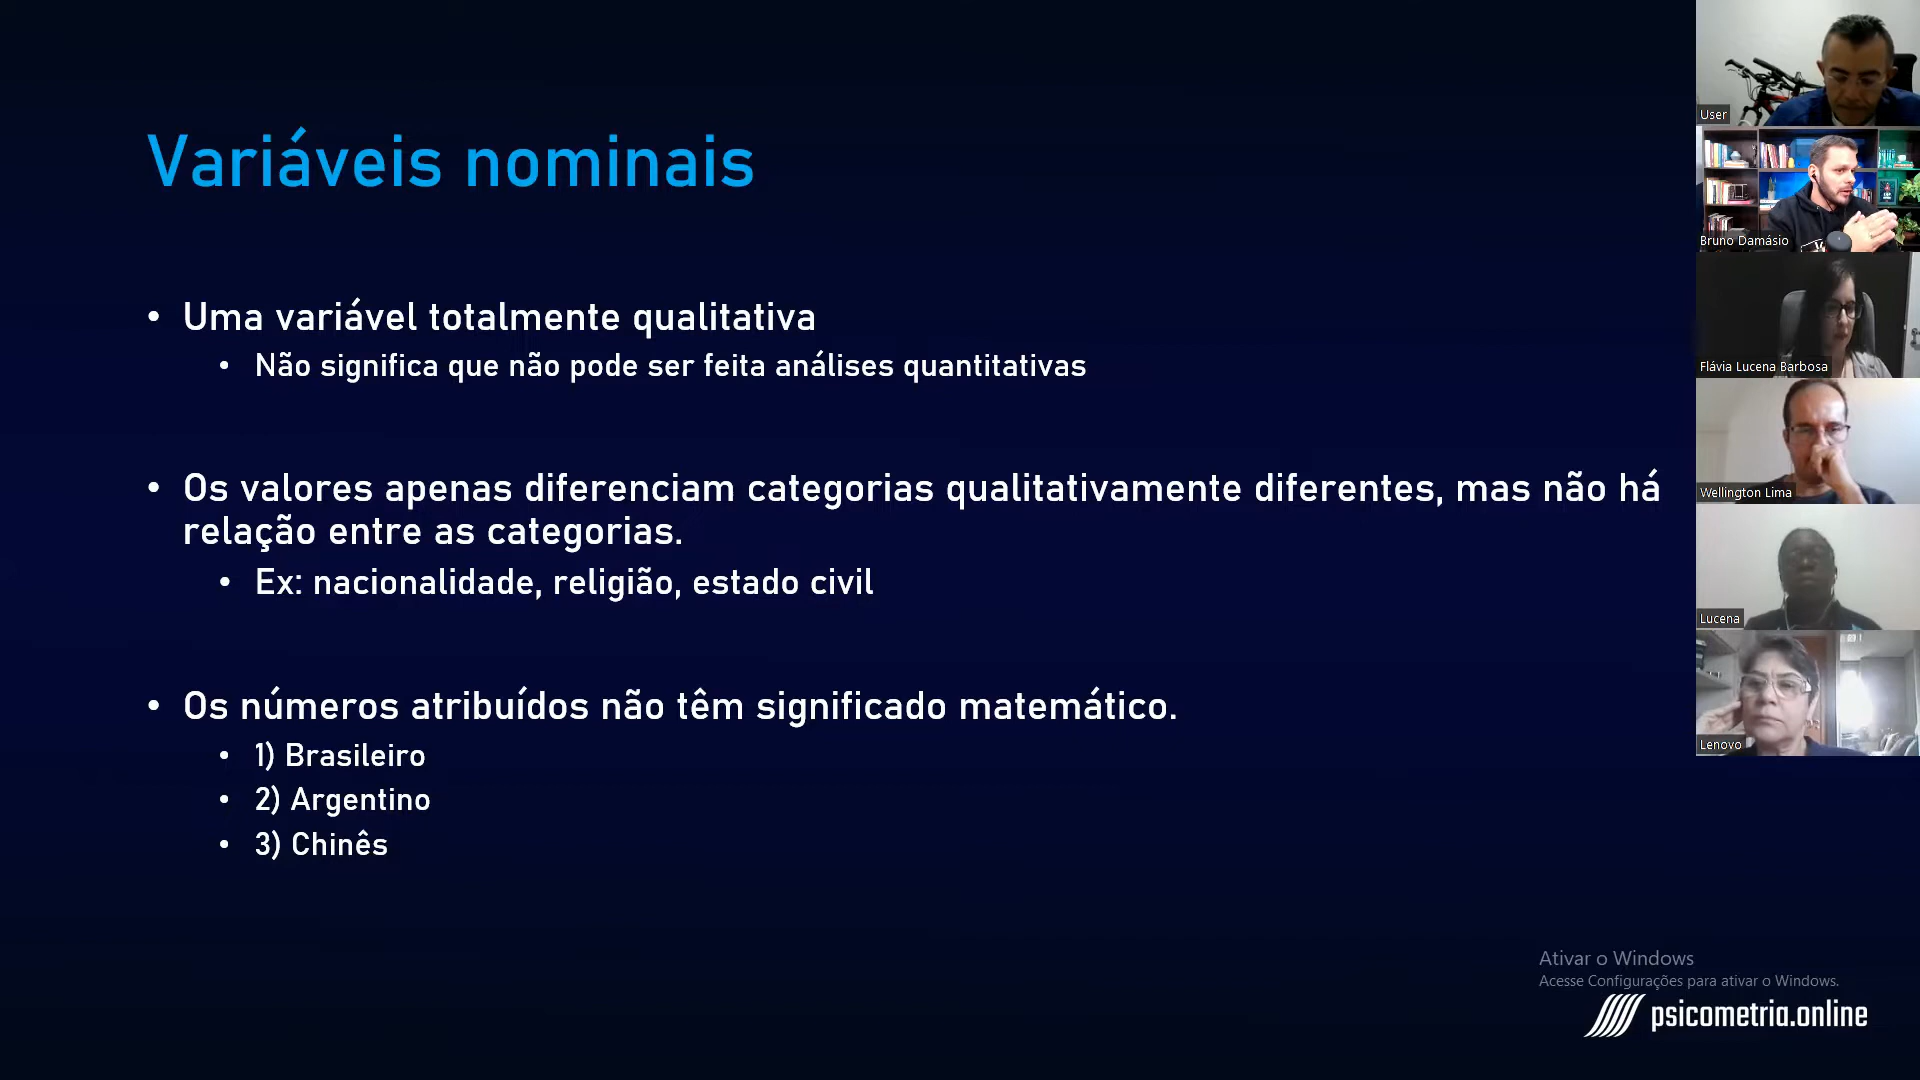 Variáveis nominais
• Uma variável totalmente qualitativa
• Não significa que não pode ser feita análises quantitativas
• Os valores apenas diferenciam categorias qualitativamente diferentes, mas não há
relação entre as categorias.
• Ex: nacionalidade, religião, estado civil
• Os números atribuídos não têm significado matemático.
• 1) Brasileiro
• 2) Argentino
• 3) Chinês
User
Bruno Damásio
Flávia Lucena Barbosa
Wellington Lima
Lucena
Lenovo
Ativar o Windows
Acesse Configurações para ativar o Windows.
psicometria.online